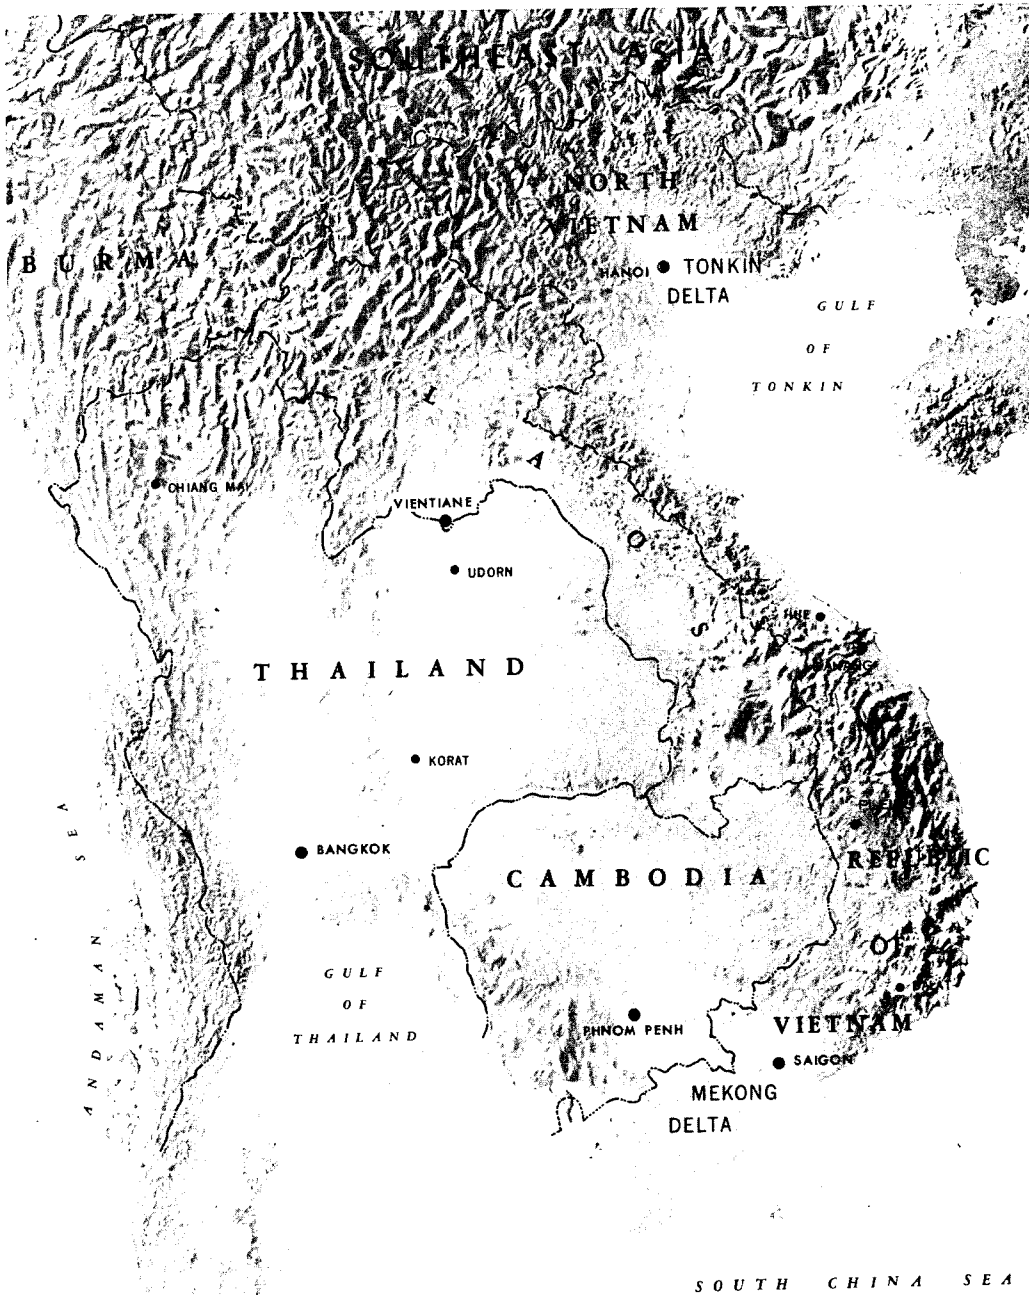 SOUTHEAST ASIA
NORTH
VIETNAM
BURMA
HANOI
TONKIN
DELTA
GULF
OF
TONKIN
LAOS
CHIANG MAI
VIENTIANE
UDORN
HUE
THAILAND
DANANG
KORAT
BANGKOK
REPUBLIC
CAMBODIA
OF
ANDAMAN SEA
GULF
OF
THAILAND
PHNOM PENH
VIETNAM
SAIGON
MEKONG
DELTA
SOUTH CHINA SEA